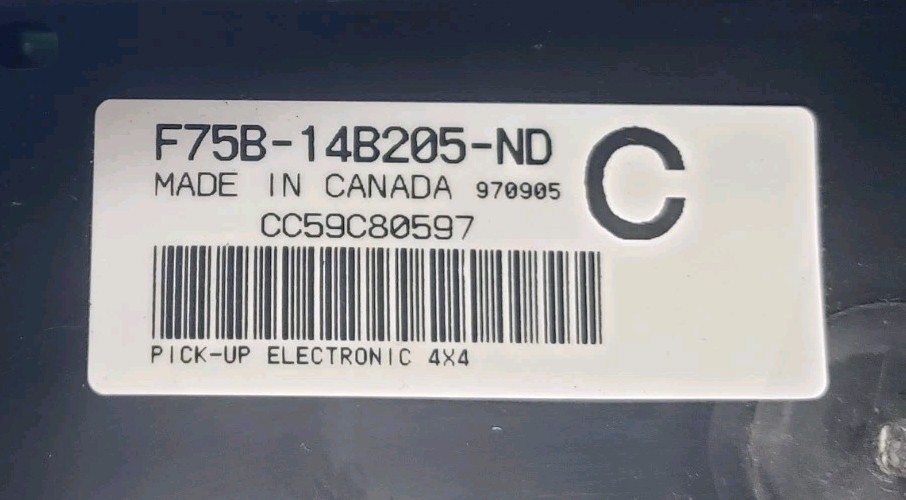 F75B-14B205-ND
C
MADE IN CANADA 970905
CC59C80597
PICK-UP ELECTRONIC 4X4